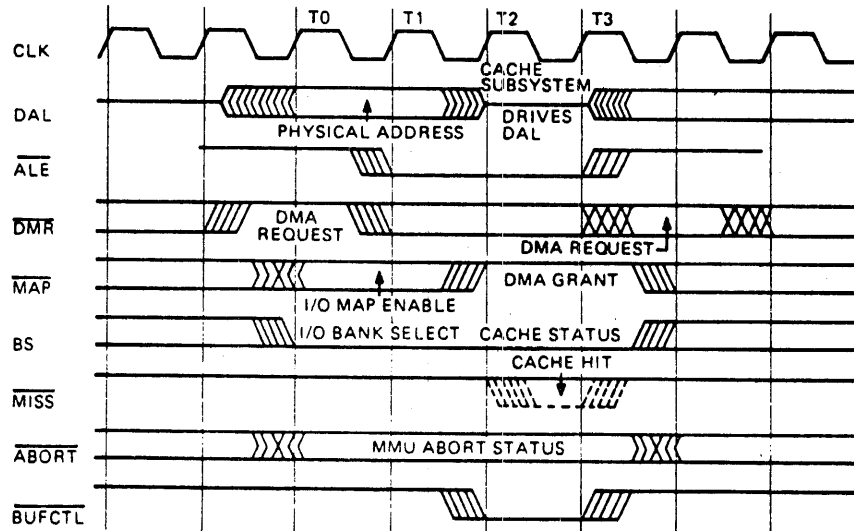 T0 T1 T2 T3
CLK
CACHE
SUBSYSTEM
DAL
PHYSICAL ADDRESS
DRIVES
DAL
ALE
DMR
DMA
REQUEST
DMA REQUEST
MAP
DMA GRANT
I/O MAP ENABLE
BS
I/O BANK SELECT
CACHE STATUS
CACHE HIT
MISS
ABORT
MMU ABORT STATUS
BUFCTL